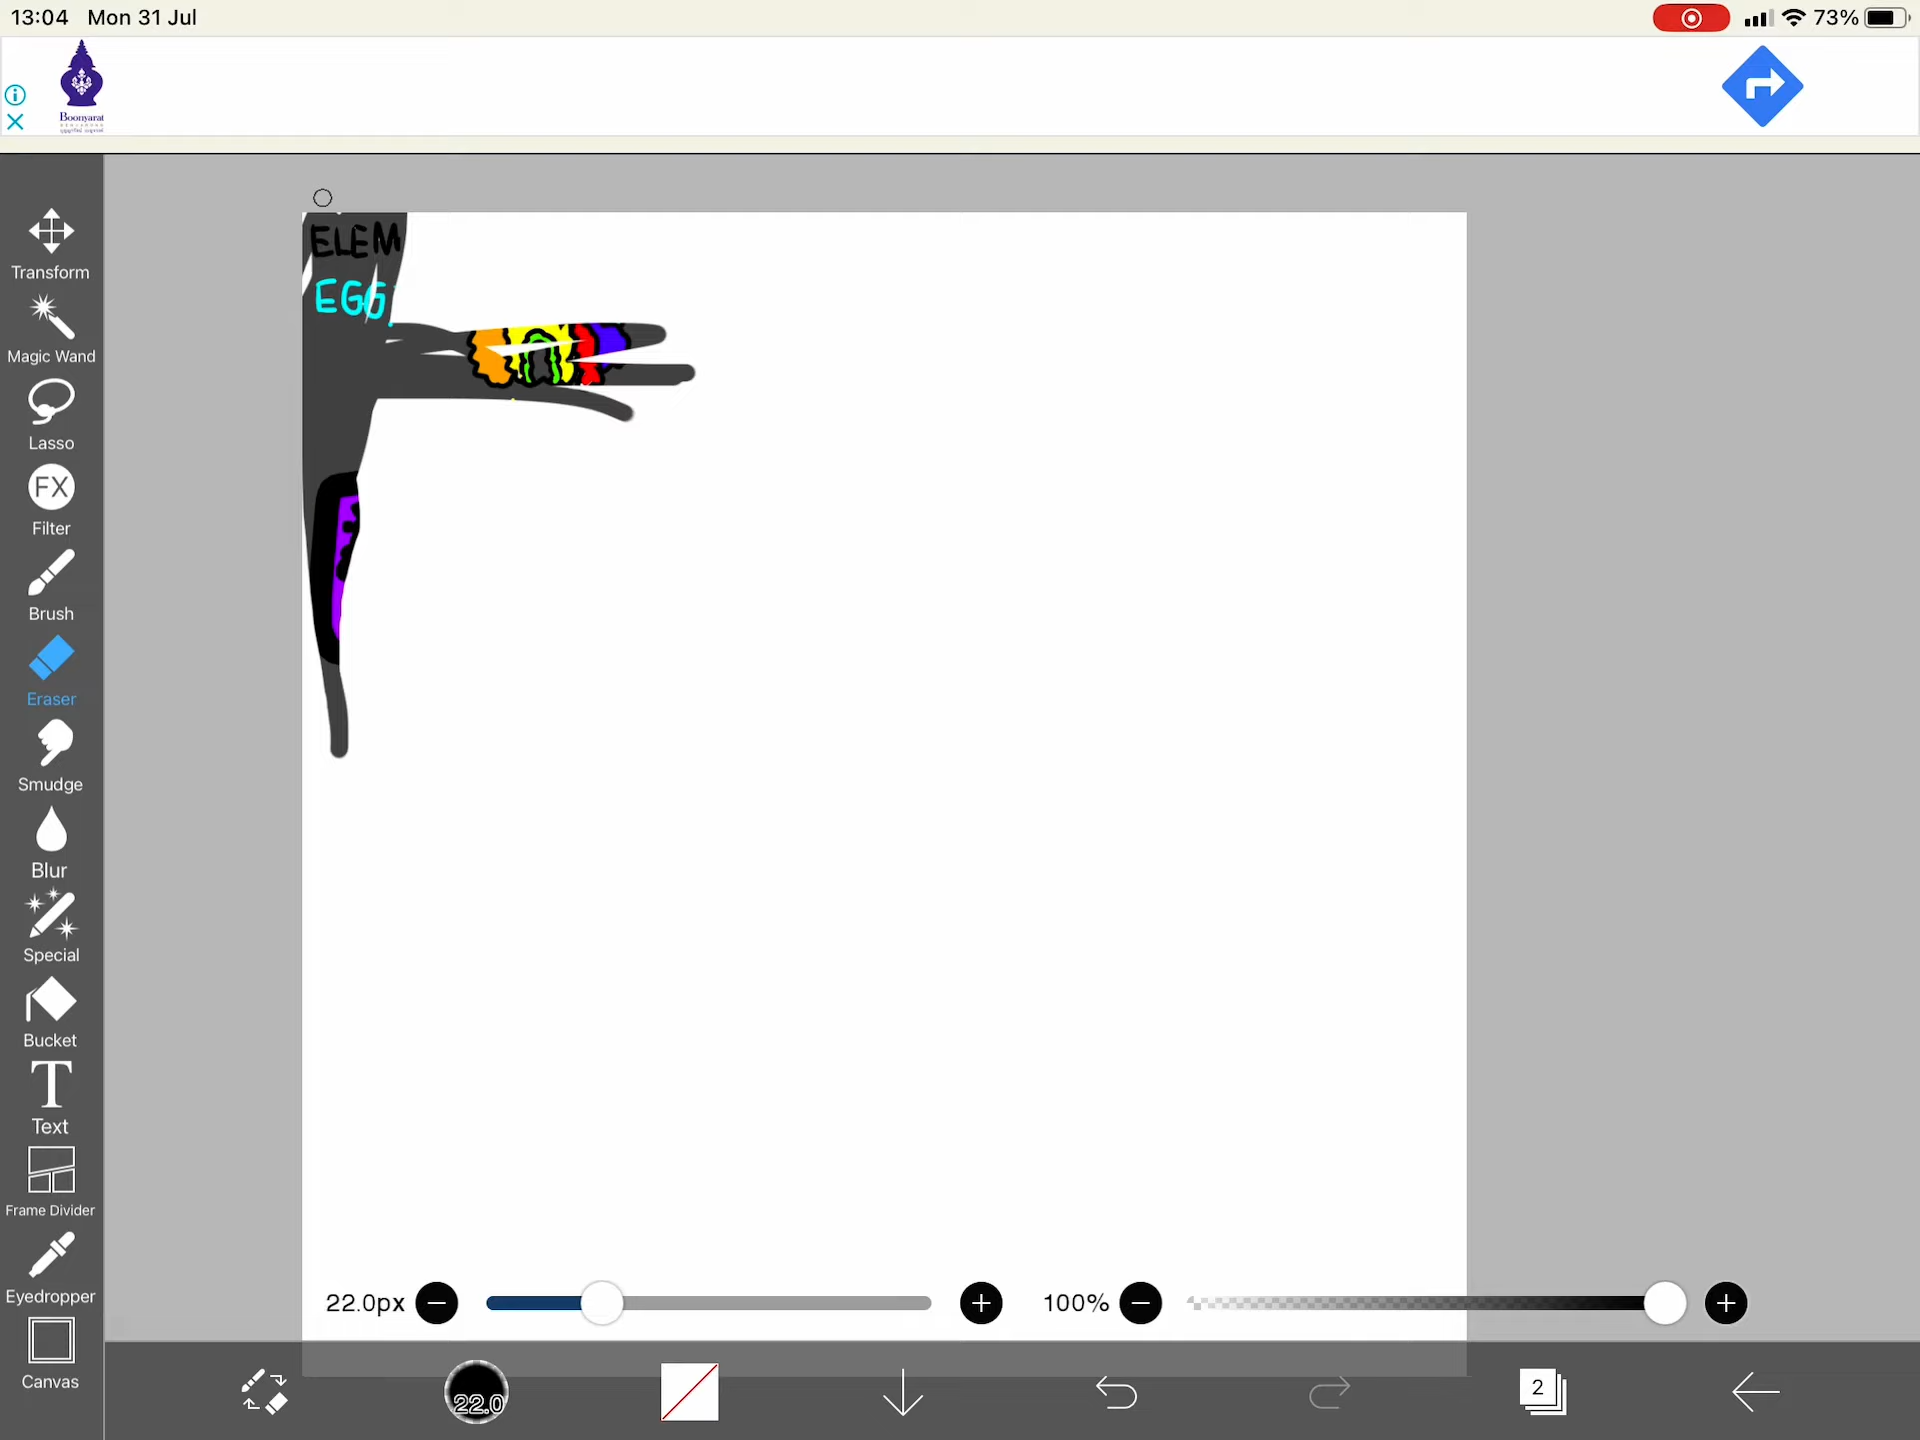 13:04 Mon 31 Jul
73%
Boonyarat
ELEM
EGG.
Transform
Magic Wand
Lasso
FX
Filter
Brush
Eraser
Smudge
Blur
Special
Bucket
T
Text
Frame Divider
Eyedropper
Canvas
22.0px
100%
22.0
2